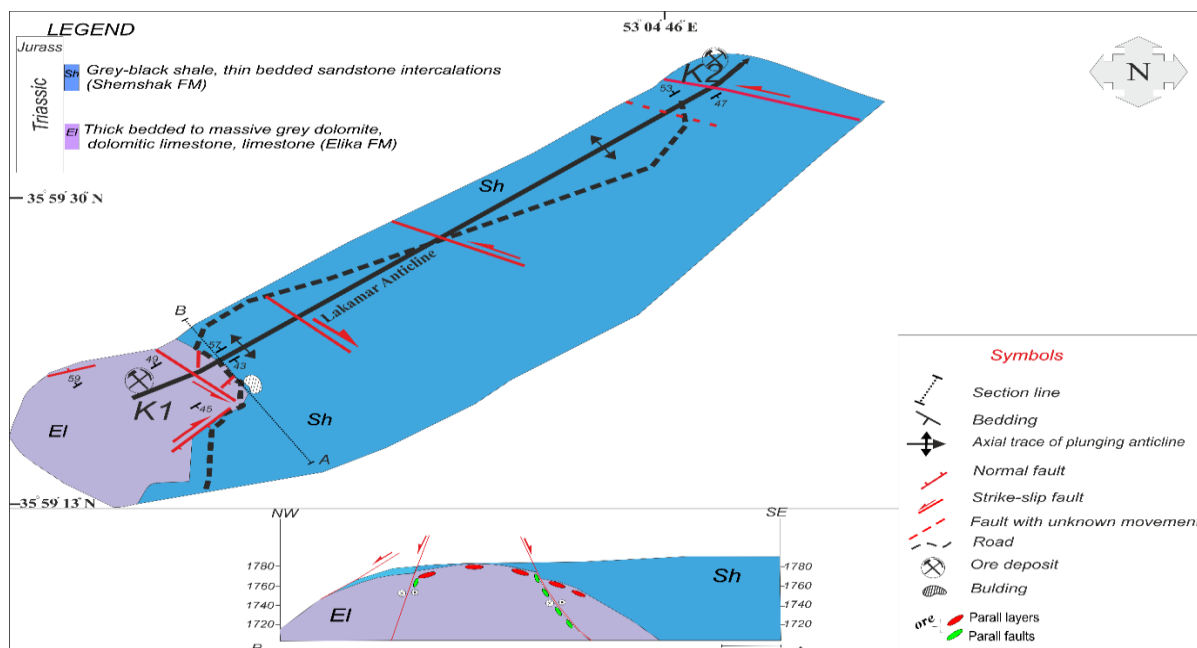 LEGEND
53° 04 46 E
Jurass
Triassic
Sh Grey-black shale, thin bedded sandstone intercalations
(Shemshak FM)
El Thick bedded to massive grey dolomite,
dolomitic limestone, limestone (Elika FM)
N
K2
53
47
Sh
35° 59 30" N
Lakamar Anticline
B
57
43
49
59
45
K1
El
Sh
A
35° 59 13" N
Symbols
Section line
Bedding
Axial trace of plunging anticline
Normal fault
Strike-slip fault
Fault with unknown movement
Road
Ore deposit
Bulding
ore
Parall layers
Parall faults
NW
SE
1780
1760
1740
1720
El
Sh
1780
1760
1740
1720